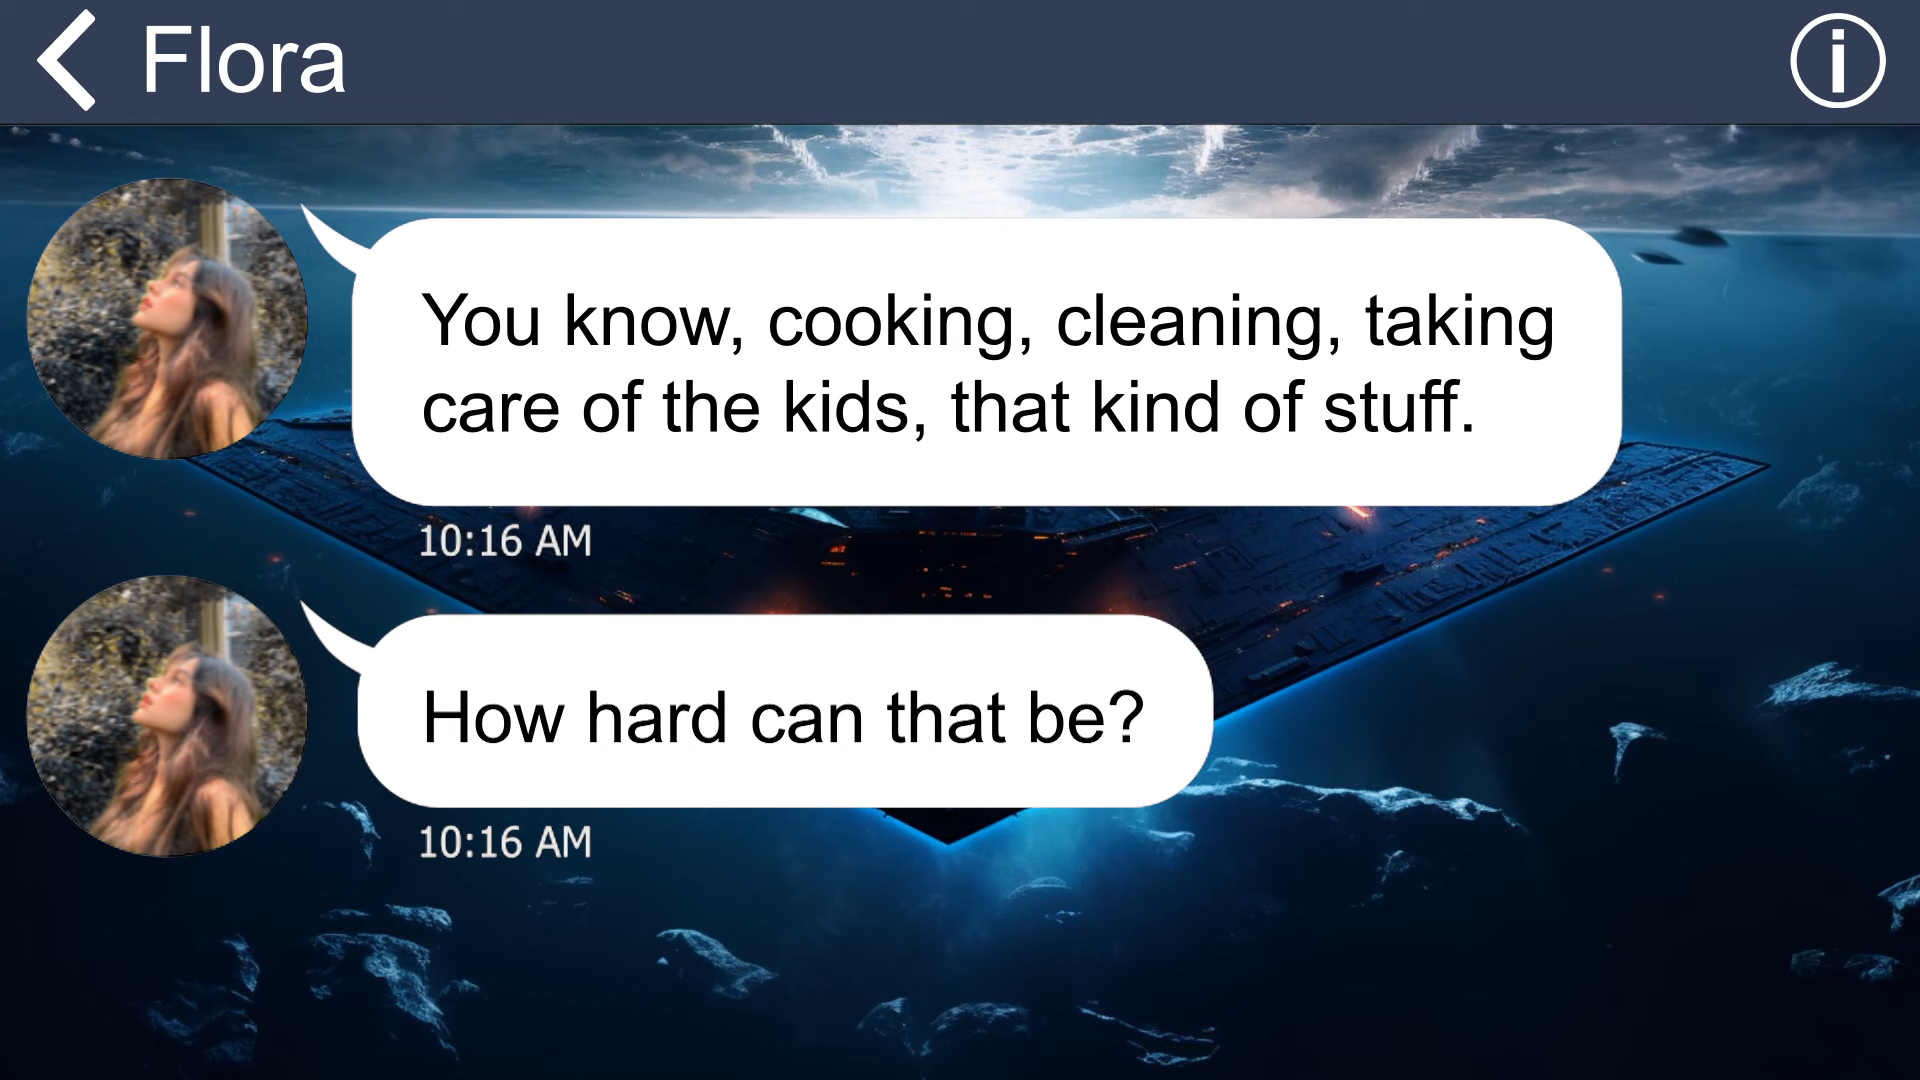 Flora
You know, cooking, cleaning, taking
care of the kids, that kind of stuff.
10:16 AM
How hard can that be?
10:16 AM